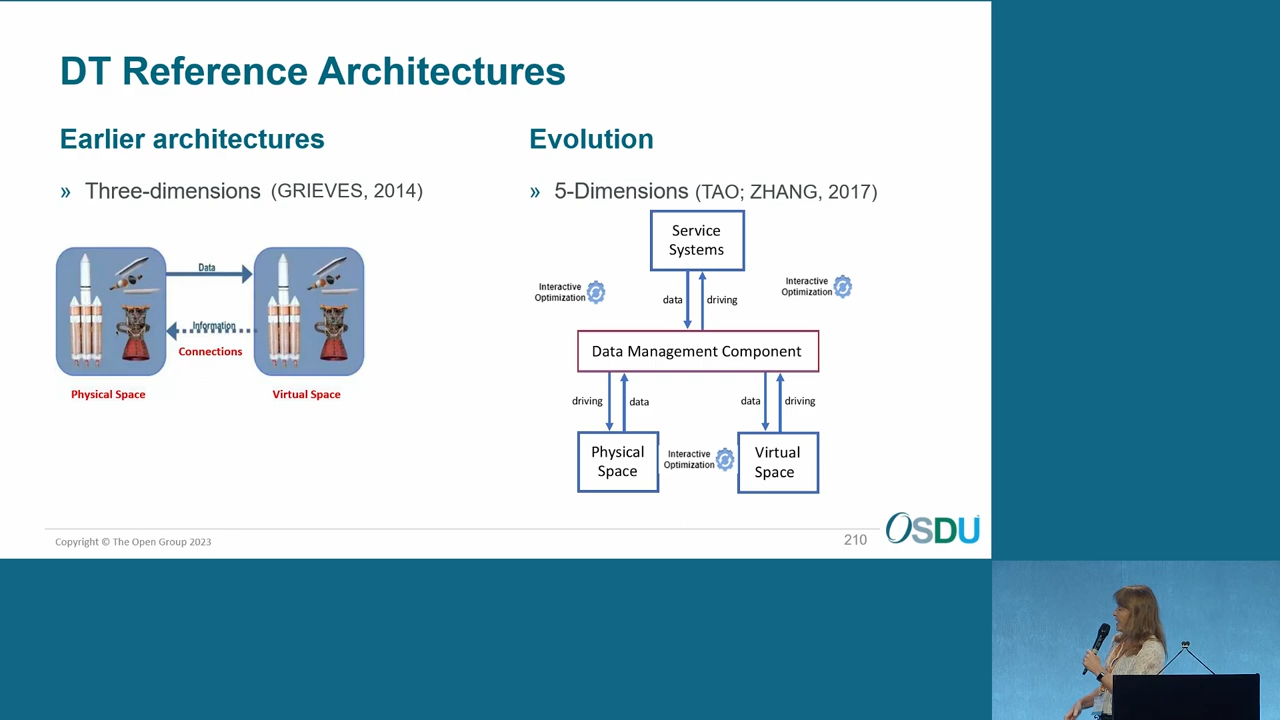 DT Reference Architectures
Earlier architectures
» Three-dimensions (GRIEVES, 2014)
Data
Information
Connections
Physical Space
Virtual Space
Evolution
» 5-Dimensions (TAO; ZHANG, 2017)
Service
Systems
Interactive
Optimization
Interactive
Optimization
data
driving
Data Management Component
driving
data
data
driving
Physical
Space
Interactive
Optimization
Virtual
Space
Copyright © The Open Group 2023
210
OSDU